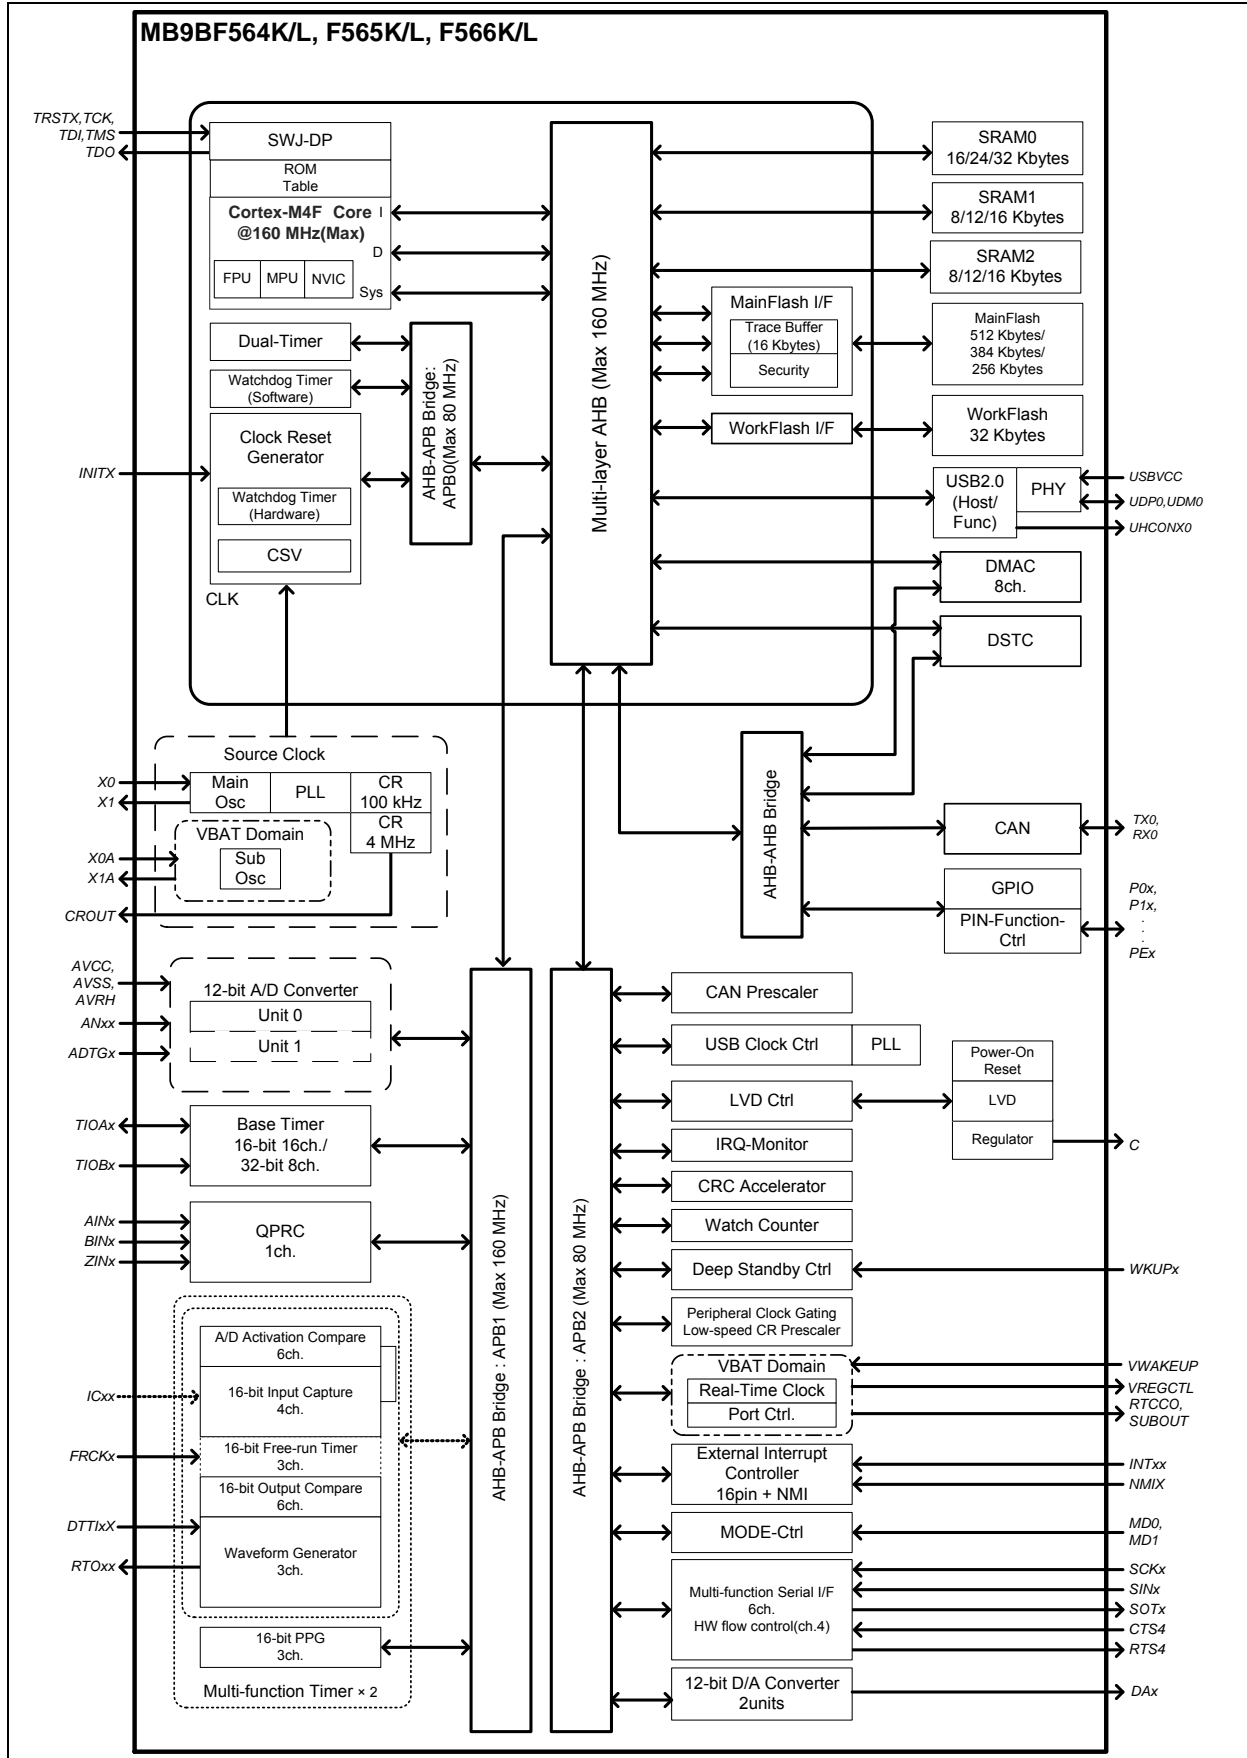 MB9BF564K/L, F565K/L, F566K/L
TRSTX,TCK,
TDI,TMS
TDO
SWJ-DP
ROM
Table
Cortex-M4F Core
@160 MHz(Max)
I
D
Sys
FPU
MPU
NVIC
Dual-Timer
Watchdog Timer
(Software)
Clock Reset
Generator
Watchdog Timer
(Hardware)
CSV
CLK
INITX
AHB-APB Bridge:
APB0(Max 80 MHz)
Multi-layer AHB (Max 160 MHz)
MainFlash I/F
Trace Buffer
(16 Kbytes)
Security
WorkFlash I/F
SRAM0
16/24/32 Kbytes
SRAM1
8/12/16 Kbytes
SRAM2
8/12/16 Kbytes
MainFlash
512 Kbytes/
384 Kbytes/
256 Kbytes
WorkFlash
32 Kbytes
USB2.0
(Host/
Func)
PHY
USBVCC
UDP0,UDM0
UHCONX0
DMAC
8ch.
DSTC
AHB-AHB Bridge
CAN
TX0,
RX0
GPIO
PIN-Function-
Ctrl
P0x,
P1x,
.
.
PEx
Source Clock
X0
X1
Main
Osc
PLL
CR
100 kHz
CR
4 MHz
VBAT Domain
Sub
Osc
X0A
X1A
CROUT
AVCC,
AVSS,
AVRH
ANxx
ADTGx
12-bit A/D Converter
Unit 0
Unit 1
TIOAx
TIOBx
Base Timer
16-bit 16ch./
32-bit 8ch.
AINx
BINx
ZINx
QPRC
1ch.
A/D Activation Compare
6ch.
16-bit Input Capture
4ch.
16-bit Free-run Timer
3ch.
16-bit Output Compare
6ch.
Waveform Generator
3ch.
16-bit PPG
3ch.
Multi-function Timer × 2
ICxx
FRCKx
DTTIxX
RTOxx
AHB-APB Bridge : APB1 (Max 160 MHz)
AHB-APB Bridge : APB2 (Max 80 MHz)
CAN Prescaler
USB Clock Ctrl
PLL
LVD Ctrl
Power-On
Reset
LVD
Regulator
C
IRQ-Monitor
CRC Accelerator
Watch Counter
Deep Standby Ctrl
WKUPx
Peripheral Clock Gating
Low-speed CR Prescaler
VBAT Domain
Real-Time Clock
Port Ctrl.
VWAKEUP
VREGCTL
RTCCO,
SUBOUT
External Interrupt
Controller
16pin + NMI
INTxx
NMIX
MODE-Ctrl
MD0,
MD1
Multi-function Serial I/F
6ch.
HW flow control(ch.4)
SCKx
SINx
SOTx
CTS4
RTS4
12-bit D/A Converter
2units
DAx